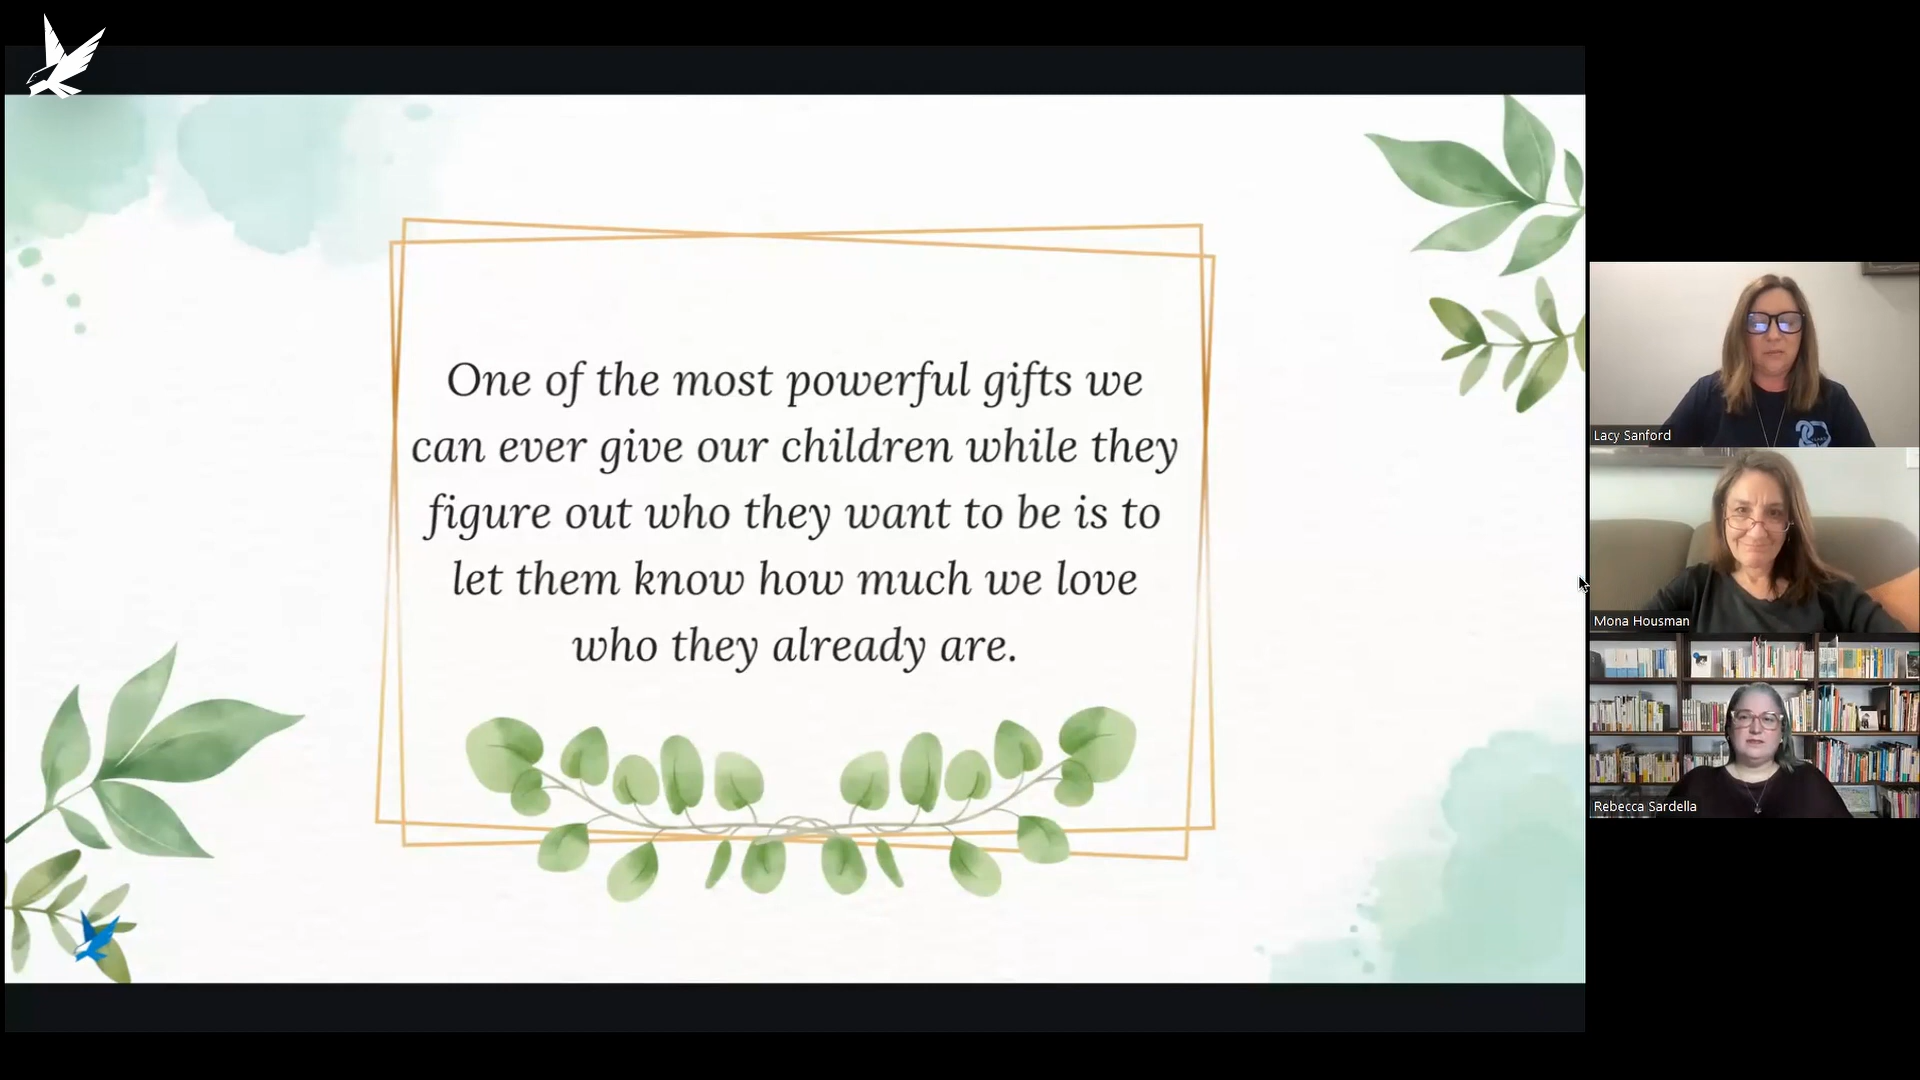 One of the most powerful gifts we
can ever give our children while they
figure out who they want to be is to
let them know how much we love
who they already are.
Lacy Sanford
Mona Housman
Rebecca Sardella